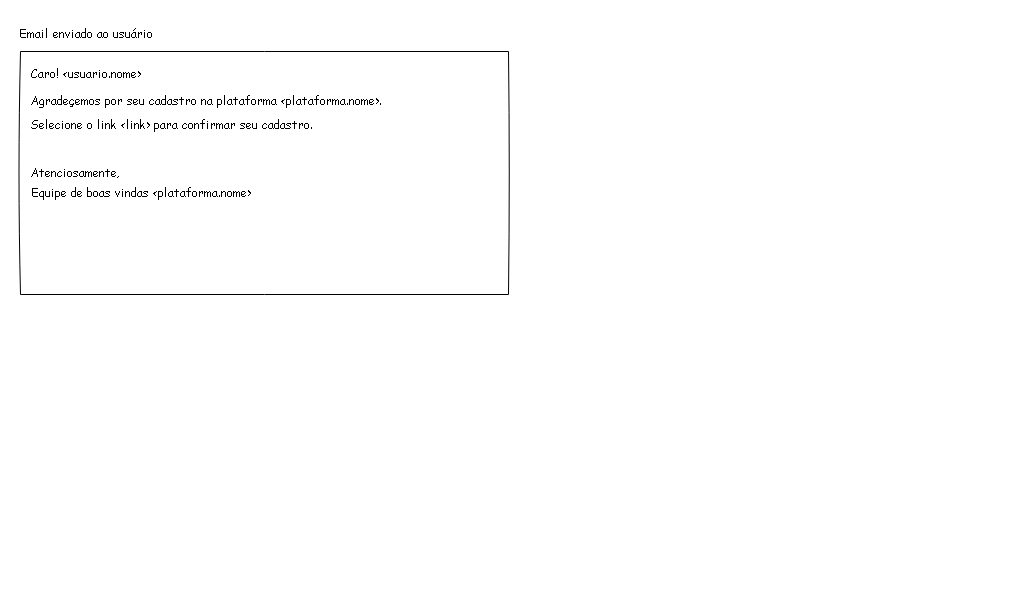 Email enviado ao usuário
Caro! <usuario.nome>
Agradeçemos por seu cadastro na plataforma <plataforma.nome>.
Selecione o link <link> para confirmar seu cadastro.
Atenciosamente,
Equipe de boas vindas <plataforma.nome>